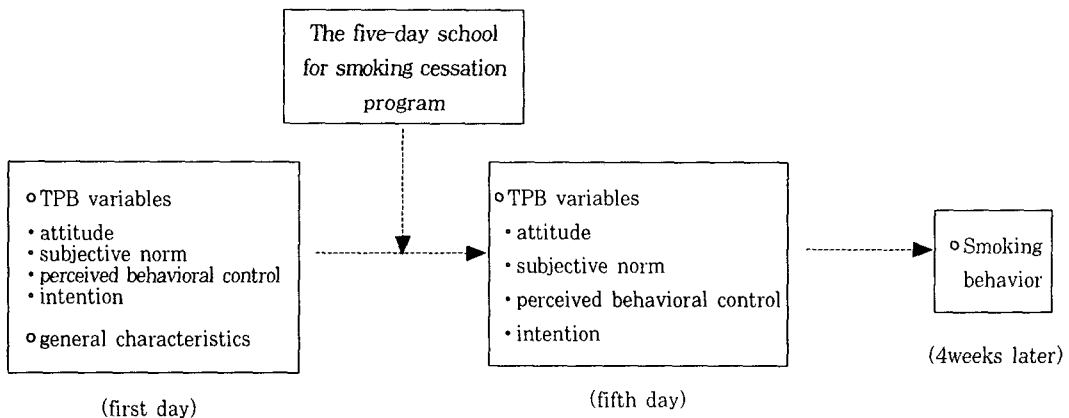 The five-day school
for smoking cessation
program
o TPB variables
• attitude
• subjective norm
• perceived behavioral control
• intention
o general characteristics
(first day)
o TPB variables
• attitude
• subjective norm
• perceived behavioral control
• intention
(fifth day)
o Smoking
behavior
(4weeks later)